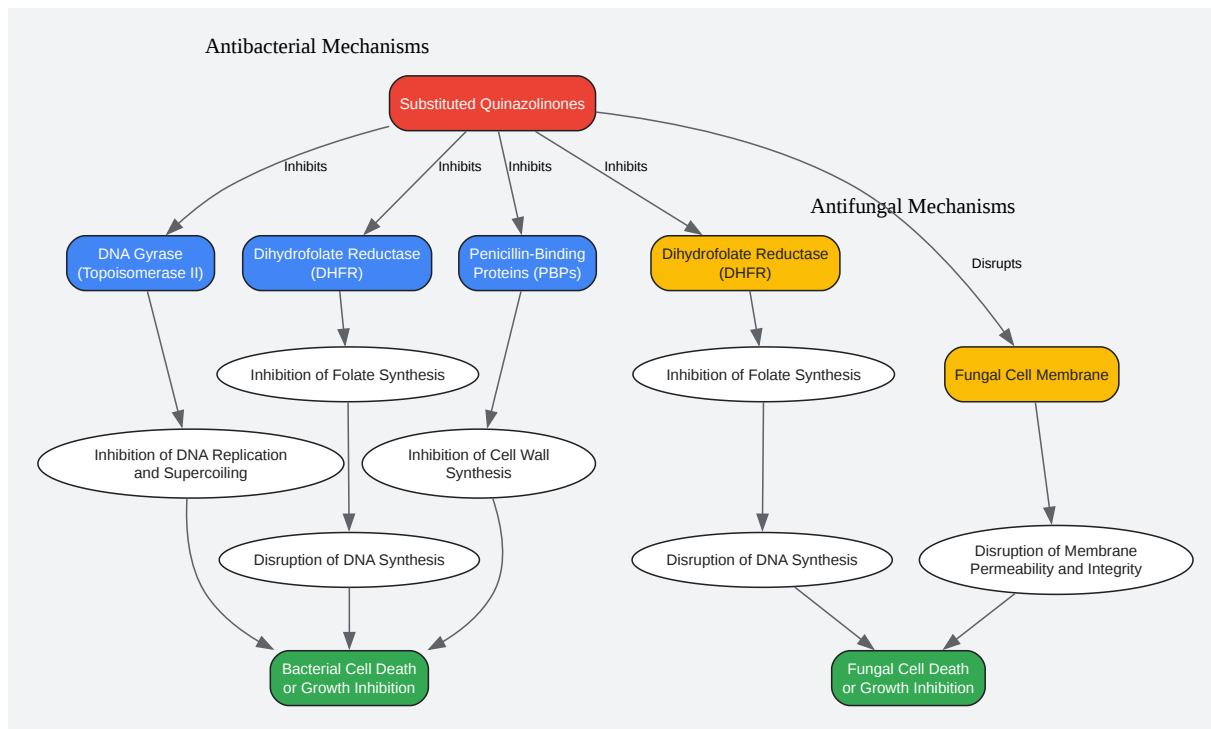 Antibacterial Mechanisms
Substituted Quinazolinones
Inhibits
Inhibits
Inhibits
Inhibits
Antifungal Mechanisms
DNA Gyrase
(Topoisomerase II)
Dihydrofolate Reductase
(DHFR)
Penicillin-Binding
Proteins (PBPs)
Dihydrofolate Reductase
(DHFR)
Disrupts
Inhibition of Folate Synthesis
Inhibition of Folate Synthesis
Fungal Cell Membrane
Inhibition of DNA Replication
and Supercoiling
Inhibition of Cell Wall
Synthesis
Disruption of DNA Synthesis
Disruption of DNA Synthesis
Disruption of Membrane
Permeability and Integrity
Bacterial Cell Death
or Growth Inhibition
Fungal Cell Death
or Growth Inhibition